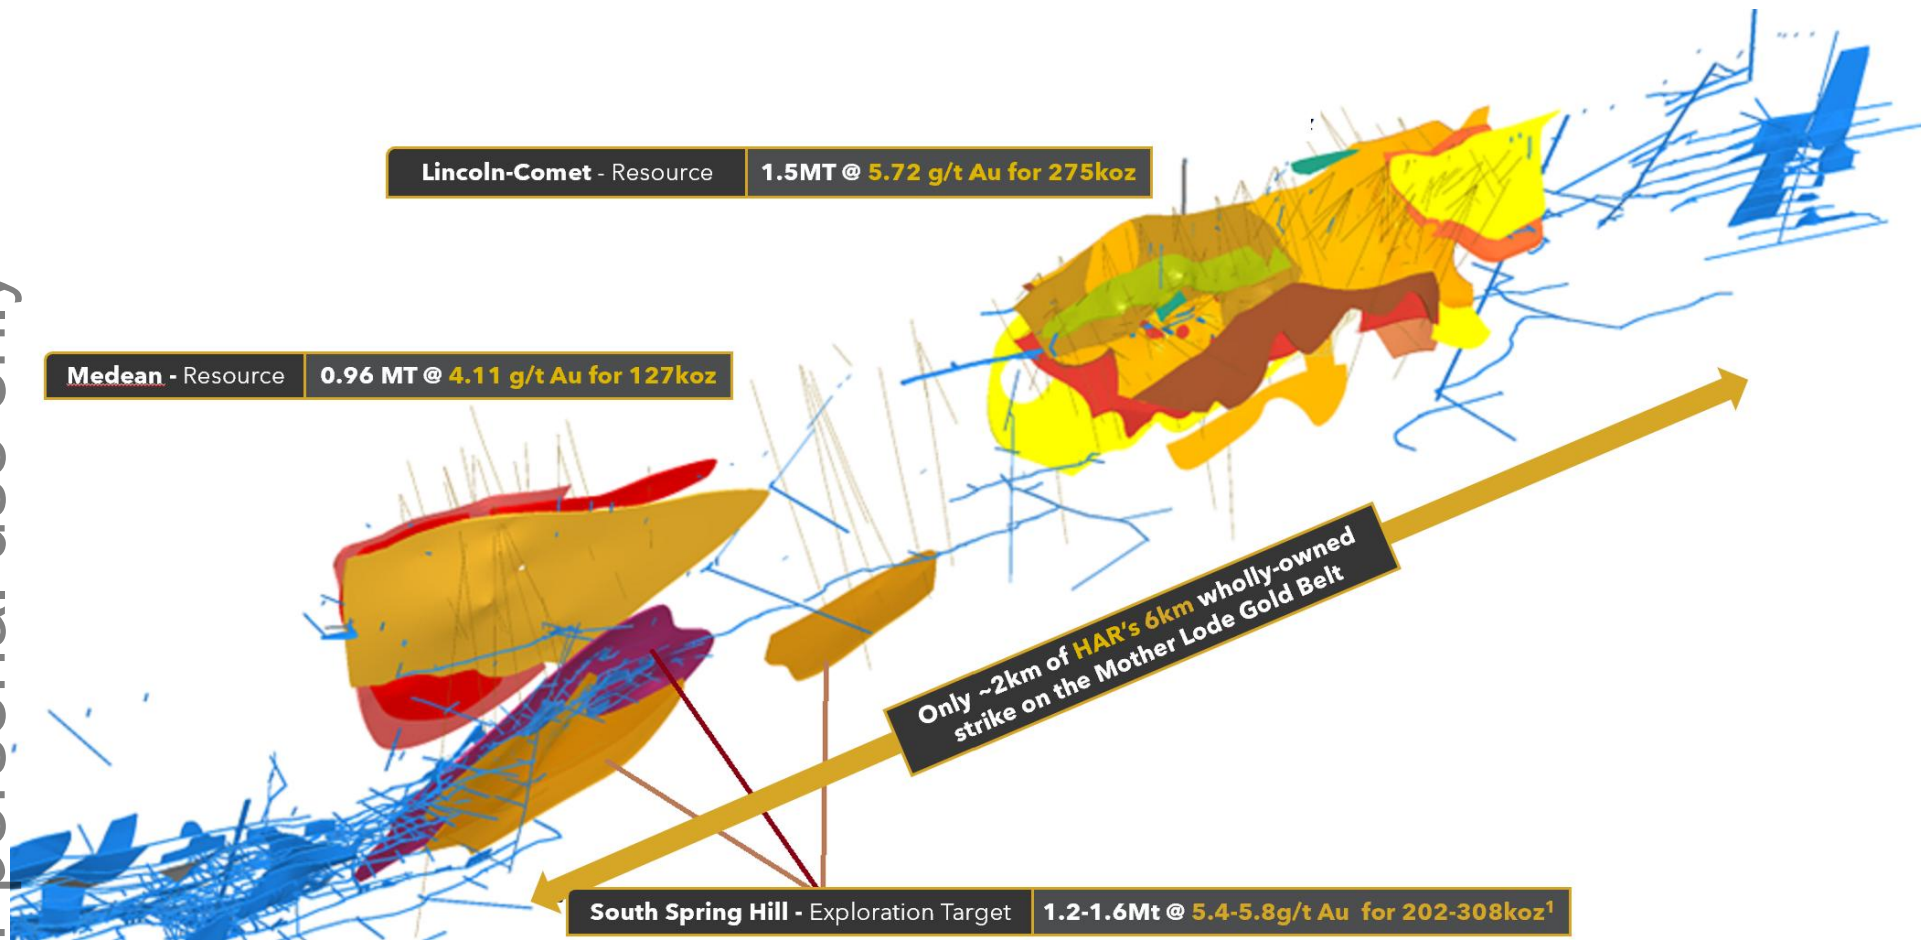 Lincoln-Comet - Resource 1.5MT @ 5.72 g/t Au for 275koz
Medean - Resource 0.96 MT @ 4.11 g/t Au for 127koz
Only ~2km of HAR's 6km wholly-owned
strike on the Mother Lode Gold Belt
South Spring Hill - Exploration Target 1.2-1.6Mt @ 5.4-5.8g/t Au for 202-308koz¹